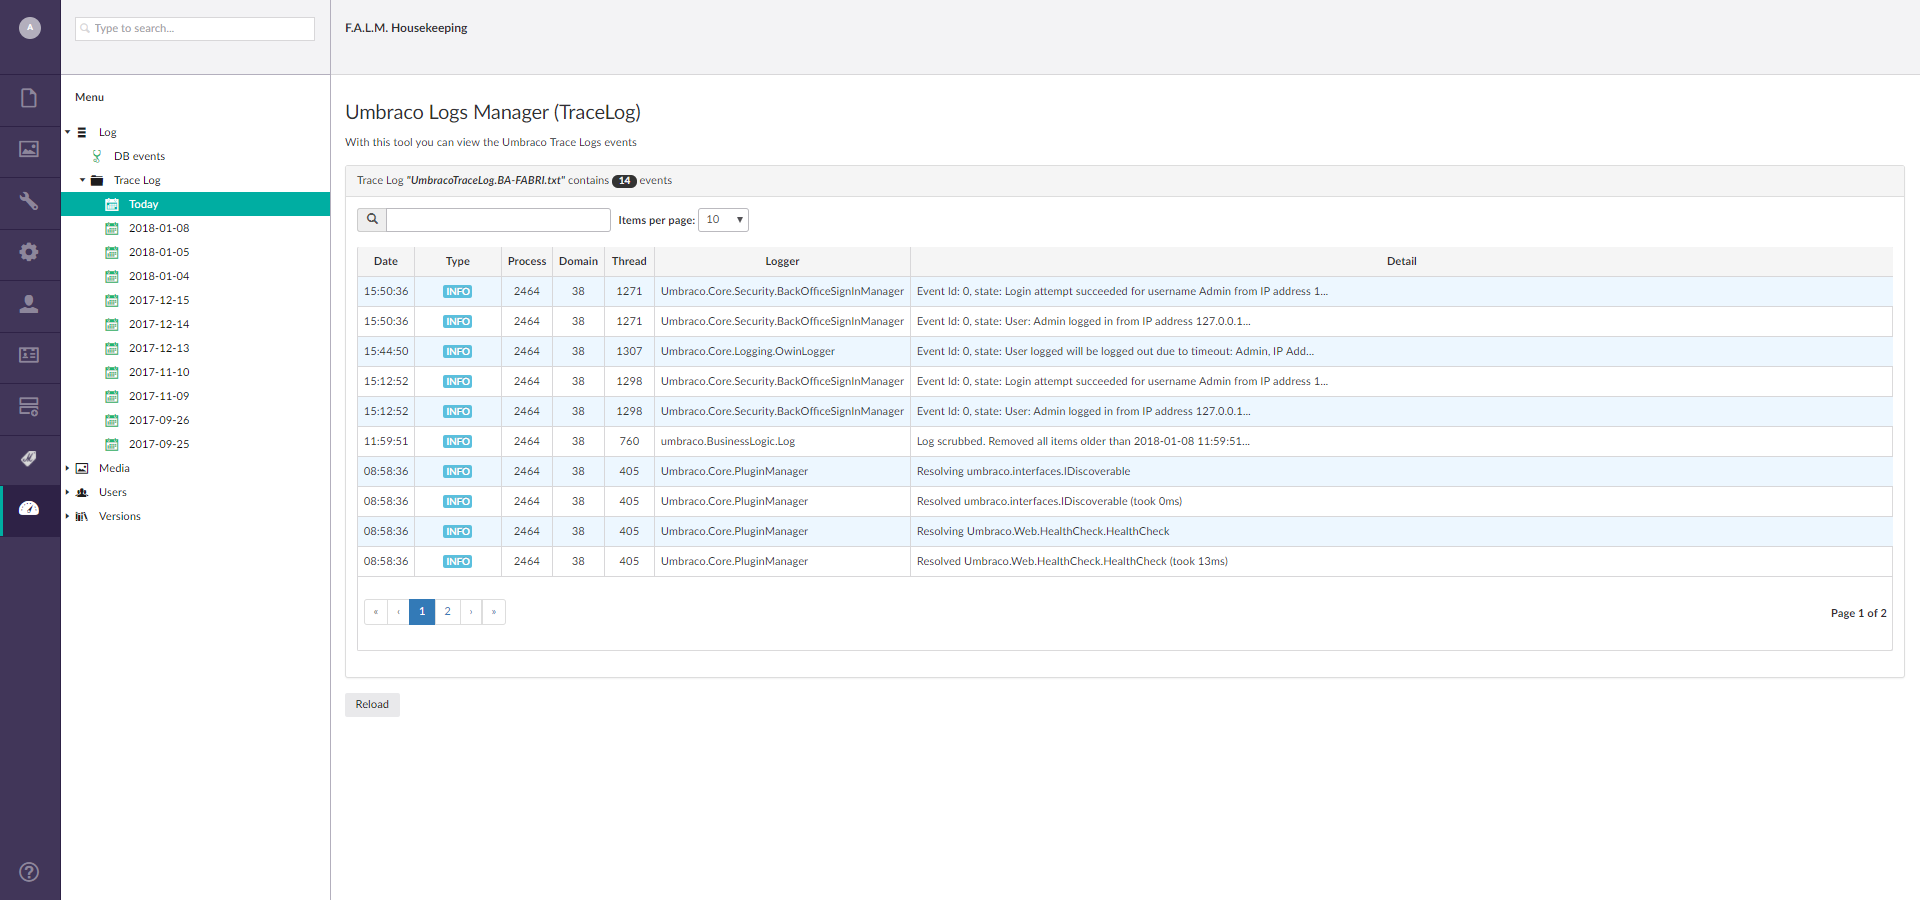 A
Type to search...
F.A.L.M. Housekeeping
Menu
Log
DB events
Trace Log
Today
2018-01-08
2018-01-05
2018-01-04
2017-12-15
2017-12-14
2017-12-13
2017-11-10
2017-11-09
2017-09-26
2017-09-25
Media
Users
Versions
Umbraco Logs Manager (TraceLog)
With this tool you can view the Umbraco Trace Logs events
Trace Log "UmbracoTraceLog.BA-FABRI.txt" contains 14 events
Items per page: 10
Date Type Process Domain Thread Logger Detail
15:50:36 INFO 2464 38 1271 Umbraco.Core.Security.BackOfficeSignInManager Event Id: 0, state: Login attempt succeeded for username Admin from IP address 1...
15:50:36 INFO 2464 38 1271 Umbraco.Core.Security.BackOfficeSignInManager Event Id: 0, state: User: Admin logged in from IP address 127.0.0.1...
15:44:50 INFO 2464 38 1307 Umbraco.Core.Logging.OwinLogger Event Id: 0, state: User logged will be logged out due to timeout: Admin, IP Add...
15:12:52 INFO 2464 38 1298 Umbraco.Core.Security.BackOfficeSignInManager Event Id: 0, state: Login attempt succeeded for username Admin from IP address 1...
15:12:52 INFO 2464 38 1298 Umbraco.Core.Security.BackOfficeSignInManager Event Id: 0, state: User: Admin logged in from IP address 127.0.0.1...
11:59:51 INFO 2464 38 760 umbraco.BusinessLogic.Log Log scrubbed. Removed all items older than 2018-01-08 11:59:51...
08:58:36 INFO 2464 38 405 Umbraco.Core.PluginManager Resolving umbraco.interfaces.IDiscoverable
08:58:36 INFO 2464 38 405 Umbraco.Core.PluginManager Resolved umbraco.interfaces.IDiscoverable (took 0ms)
08:58:36 INFO 2464 38 405 Umbraco.Core.PluginManager Resolving Umbraco.Web.HealthCheck.HealthCheck
08:58:36 INFO 2464 38 405 Umbraco.Core.PluginManager Resolved Umbraco.Web.HealthCheck.HealthCheck (took 13ms)
« ‹ 1 2 › »
Page 1 of 2
Reload